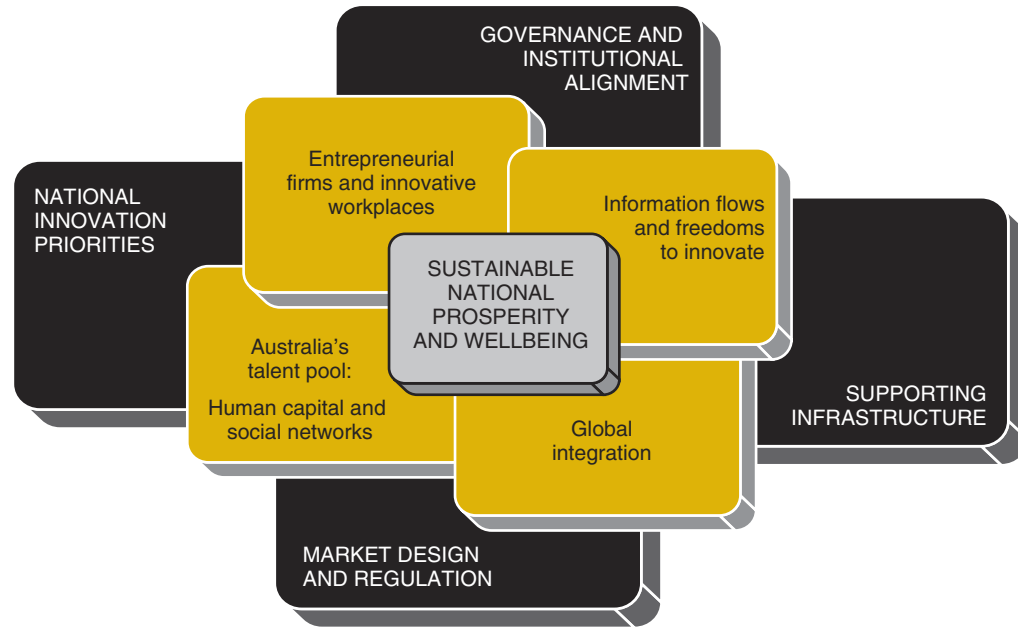 GOVERNANCE AND
INSTITUTIONAL
ALIGNMENT
Entrepreneurial
firms and innovative
workplaces
NATIONAL
INNOVATION
PRIORITIES
Information flows
and freedoms
to innovate
SUSTAINABLE
NATIONAL
PROSPERITY
AND WELLBEING
Australia’s
talent pool:
Human capital and
social networks
SUPPORTING
INFRASTRUCTURE
Global
integration
MARKET DESIGN
AND REGULATION